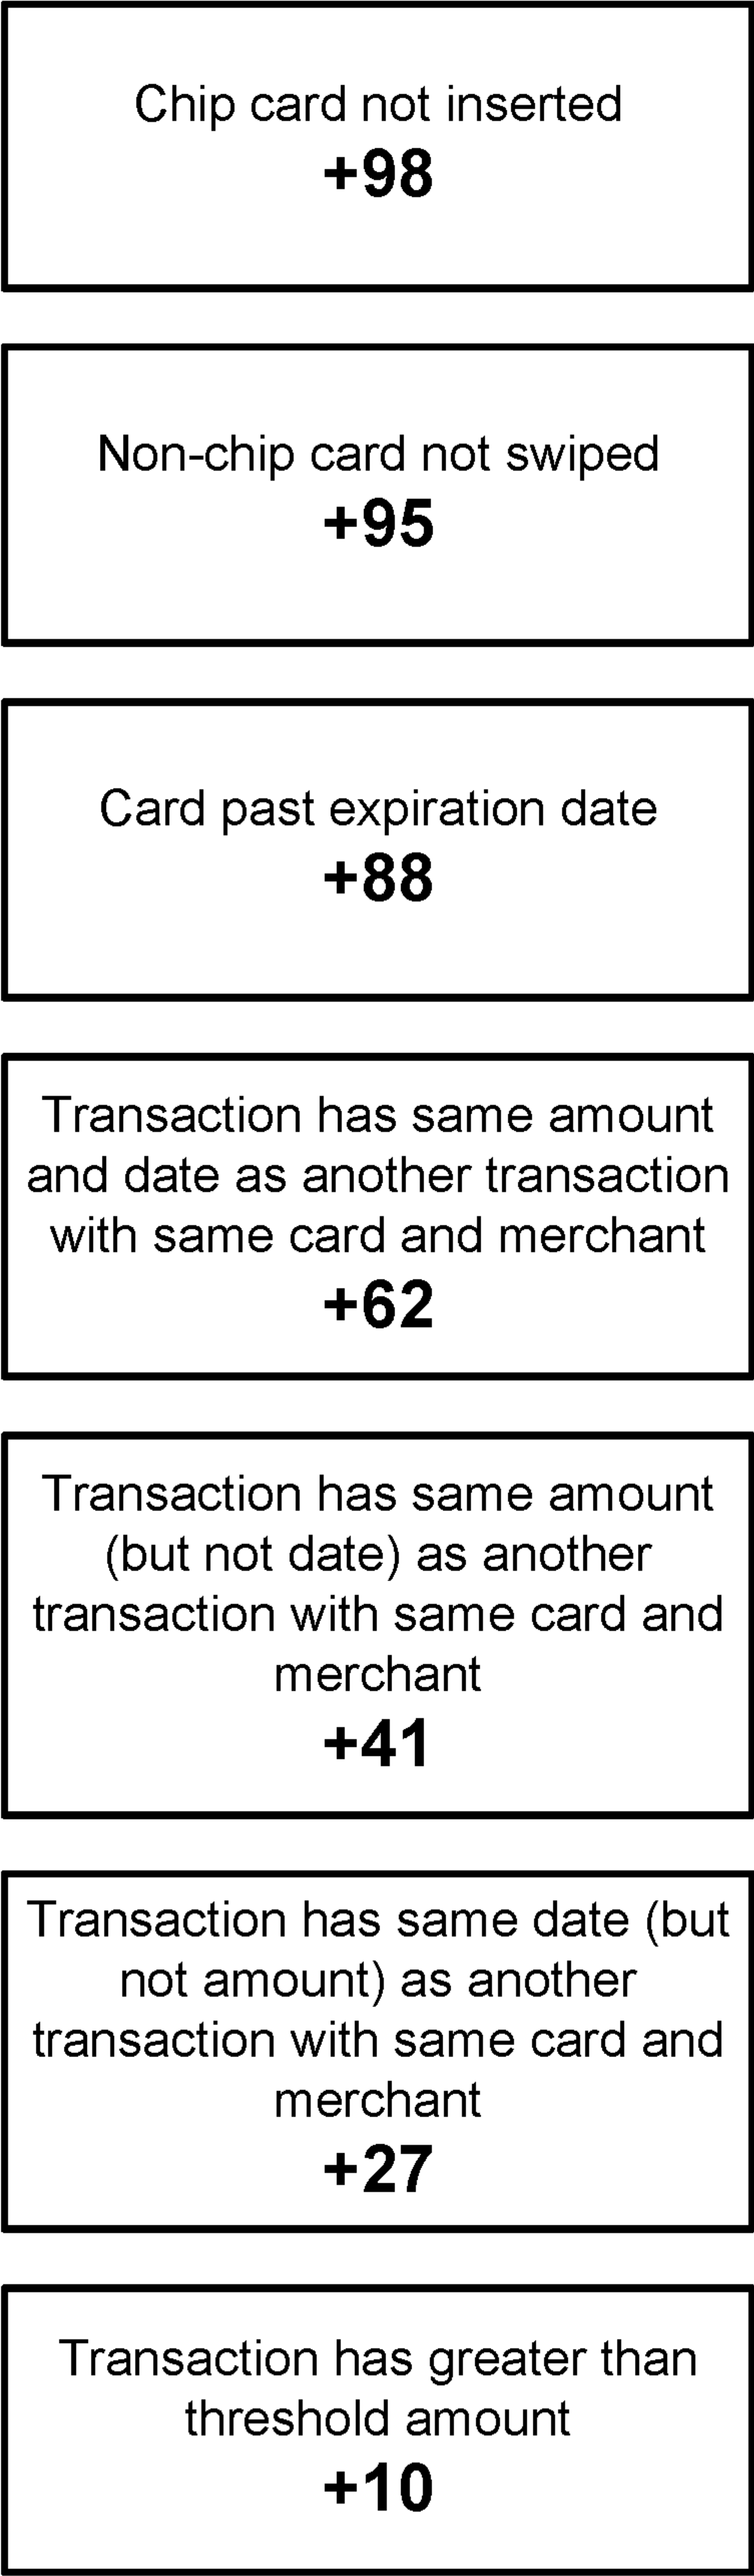 Chip card not inserted
+98
Non-chip card not swiped
+95
Card past expiration date
+88
Transaction has same amount
and date as another transaction
with same card and merchant
+62
Transaction has same amount
(but not date) as another
transaction with same card and
merchant
+41
Transaction has same date (but
not amount) as another
transaction with same card and
merchant
+27
Transaction has greater than
threshold amount
+10